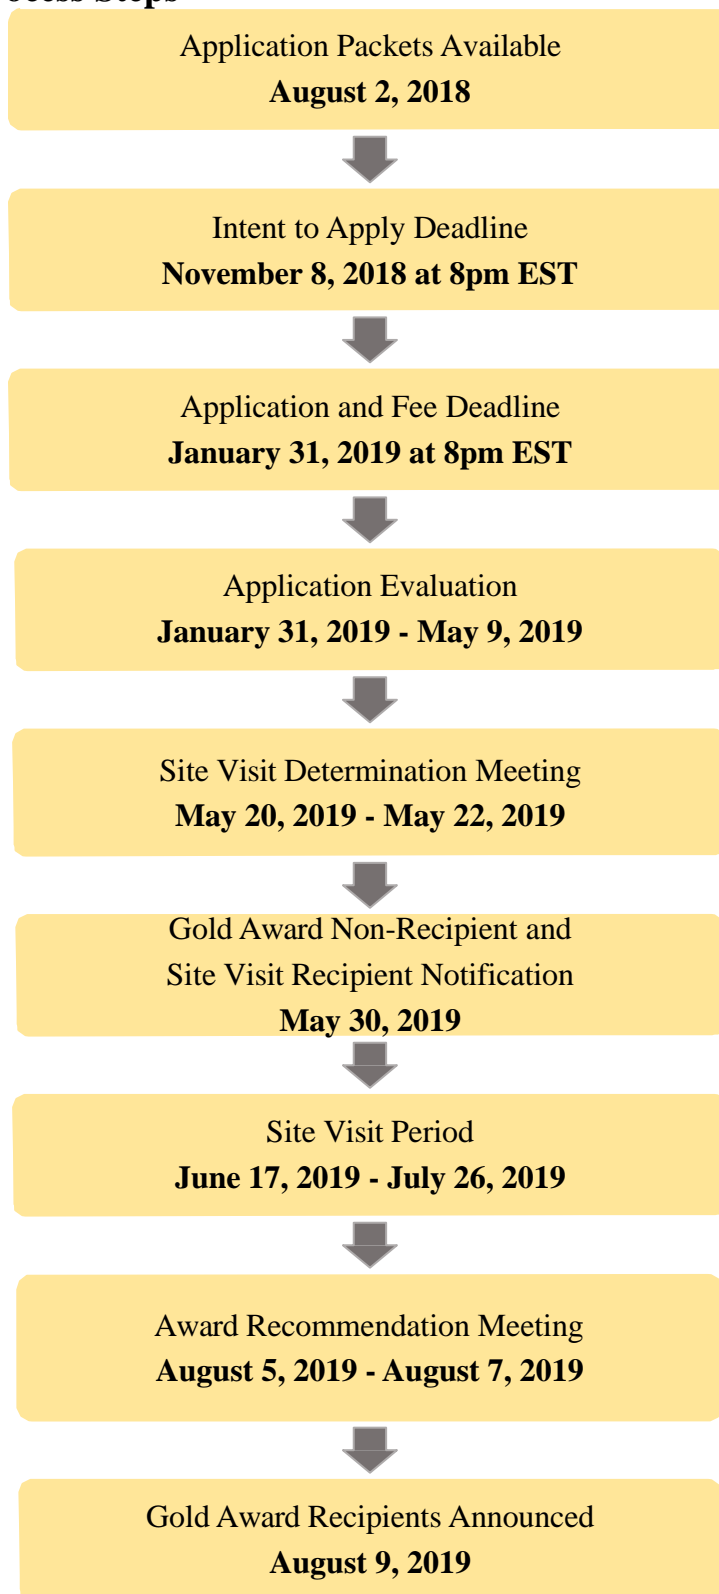 Steps
Application Packets Available
August 2, 2018
Intent to Apply Deadline
November 8, 2018 at 8pm EST
Application and Fee Deadline
January 31, 2019 at 8pm EST
Application Evaluation
January 31, 2019 - May 9, 2019
Site Visit Determination Meeting
May 20, 2019 - May 22, 2019
Gold Award Non-Recipient and
Site Visit Recipient Notification
May 30, 2019
Site Visit Period
June 17, 2019 - July 26, 2019
Award Recommendation Meeting
August 5, 2019 - August 7, 2019
Gold Award Recipients Announced
August 9, 2019